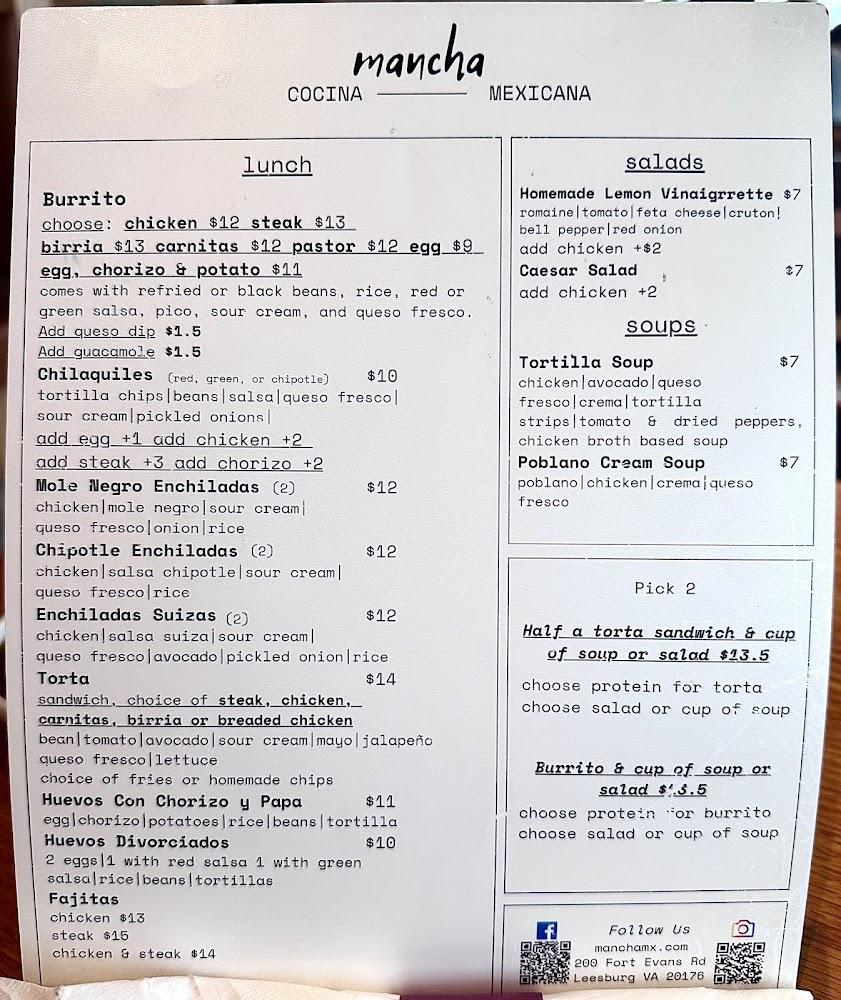 mancha
COCINA MEXICANA
lunch
Burrito
choose: chicken $12 steak $13
birria $13 carnitas $12 pastor $12 egg $9
egg, chorizo & potato $11
comes with refried or black beans, rice, red or
green salsa, pico, sour cream, and queso fresco.
Add queso dip $1.5
Add guacamole $1.5
Chilaquiles (red, green, or chipotle) $10
tortilla chips|beans|salsa|queso fresco|
sour cream|pickled onions|
add egg +1 add chicken +2
add steak +3 add chorizo +2
Mole Negro Enchiladas (2) $12
chicken|mole negro|sour cream|
queso fresco|onion|rice
Chipotle Enchiladas (2) $12
chicken|salsa chipotle|sour cream|
queso fresco|rice
Enchiladas Suizas (2) $12
chicken|salsa suiza|sour cream|
queso fresco|avocado|pickled onion|rice
Torta $14
sandwich, choice of steak, chicken,
carnitas, birria or breaded chicken
bean|tomato|avocado|sour cream|mayo|jalapeño
queso fresco|lettuce
choice of fries or homemade chips
Huevos Con Chorizo y Papa $11
egg|chorizo|potatoes|rice|beans|tortilla
Huevos Divorciados $10
2 eggs|1 with red salsa 1 with green
salsa|rice|beans|tortillas
Fajitas
chicken $13
steak $15
chicken & steak $14
salads
Homemade Lemon Vinaigrrette $7
romaine|tomato|feta cheese|cruton|
bell pepper|red onion
add chicken +$2
Caesar Salad $7
add chicken +2
soups
Tortilla Soup $7
chicken|avocado|queso
fresco|crema|tortilla
strips|tomato & dried peppers,
chicken broth based soup
Poblano Cream Soup $7
poblano|chicken|crema|queso
fresco
Pick 2
Half a torta sandwich & cup
of soup or salad $13.5
choose protein for torta
choose salad or cup of soup
Burrito & cup of soup or
salad $13.5
choose protein for burrito
choose salad or cup of soup
Follow Us
manchamx.com
200 Fort Evans Rd
Leesburg VA 20176